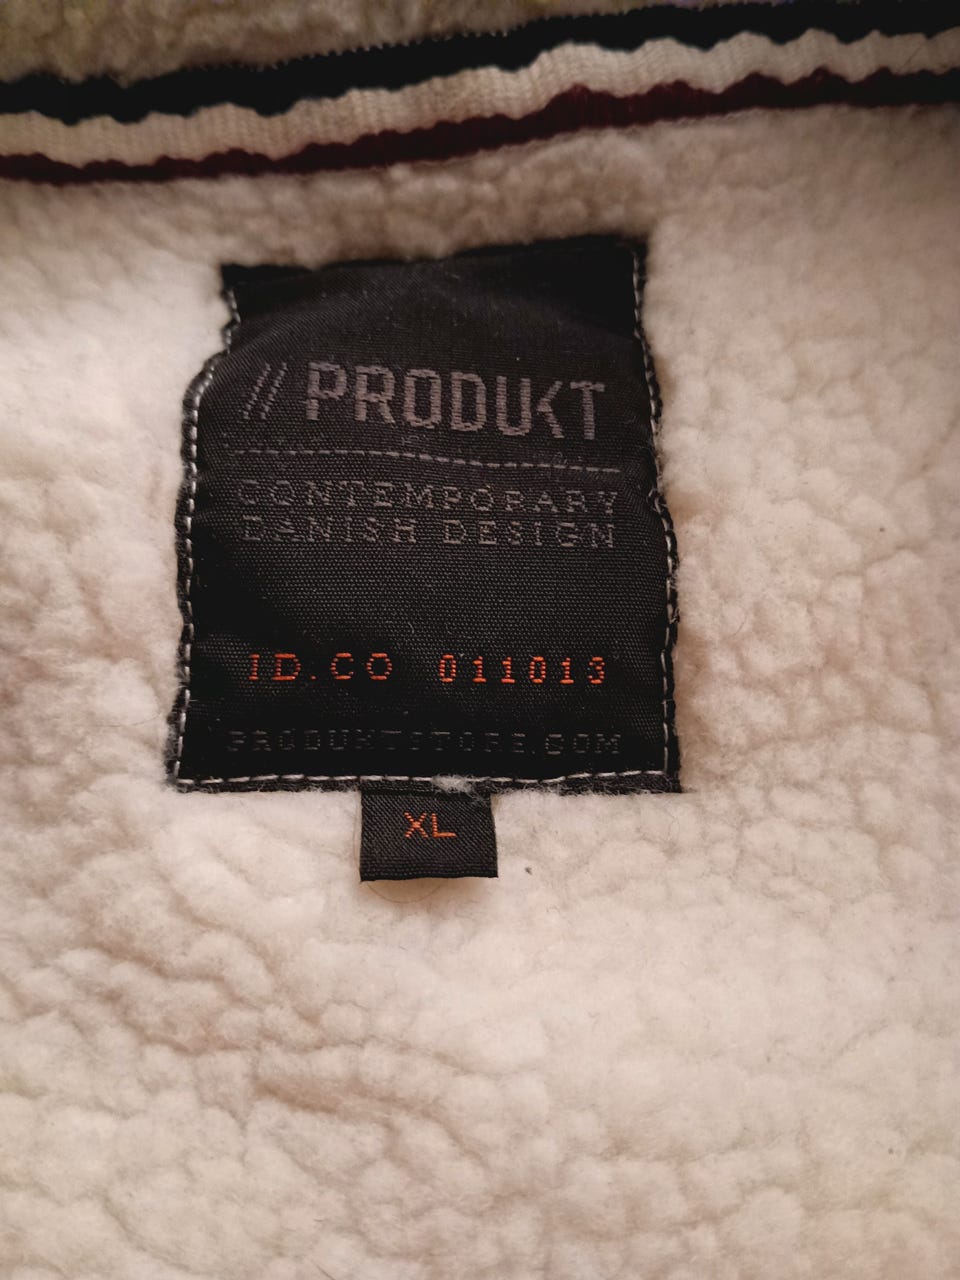 // PRODUKT
CONTEMPORARY
DANISH DESIGN
ID.CO 011013
PRODUKTSTORE.COM
XL